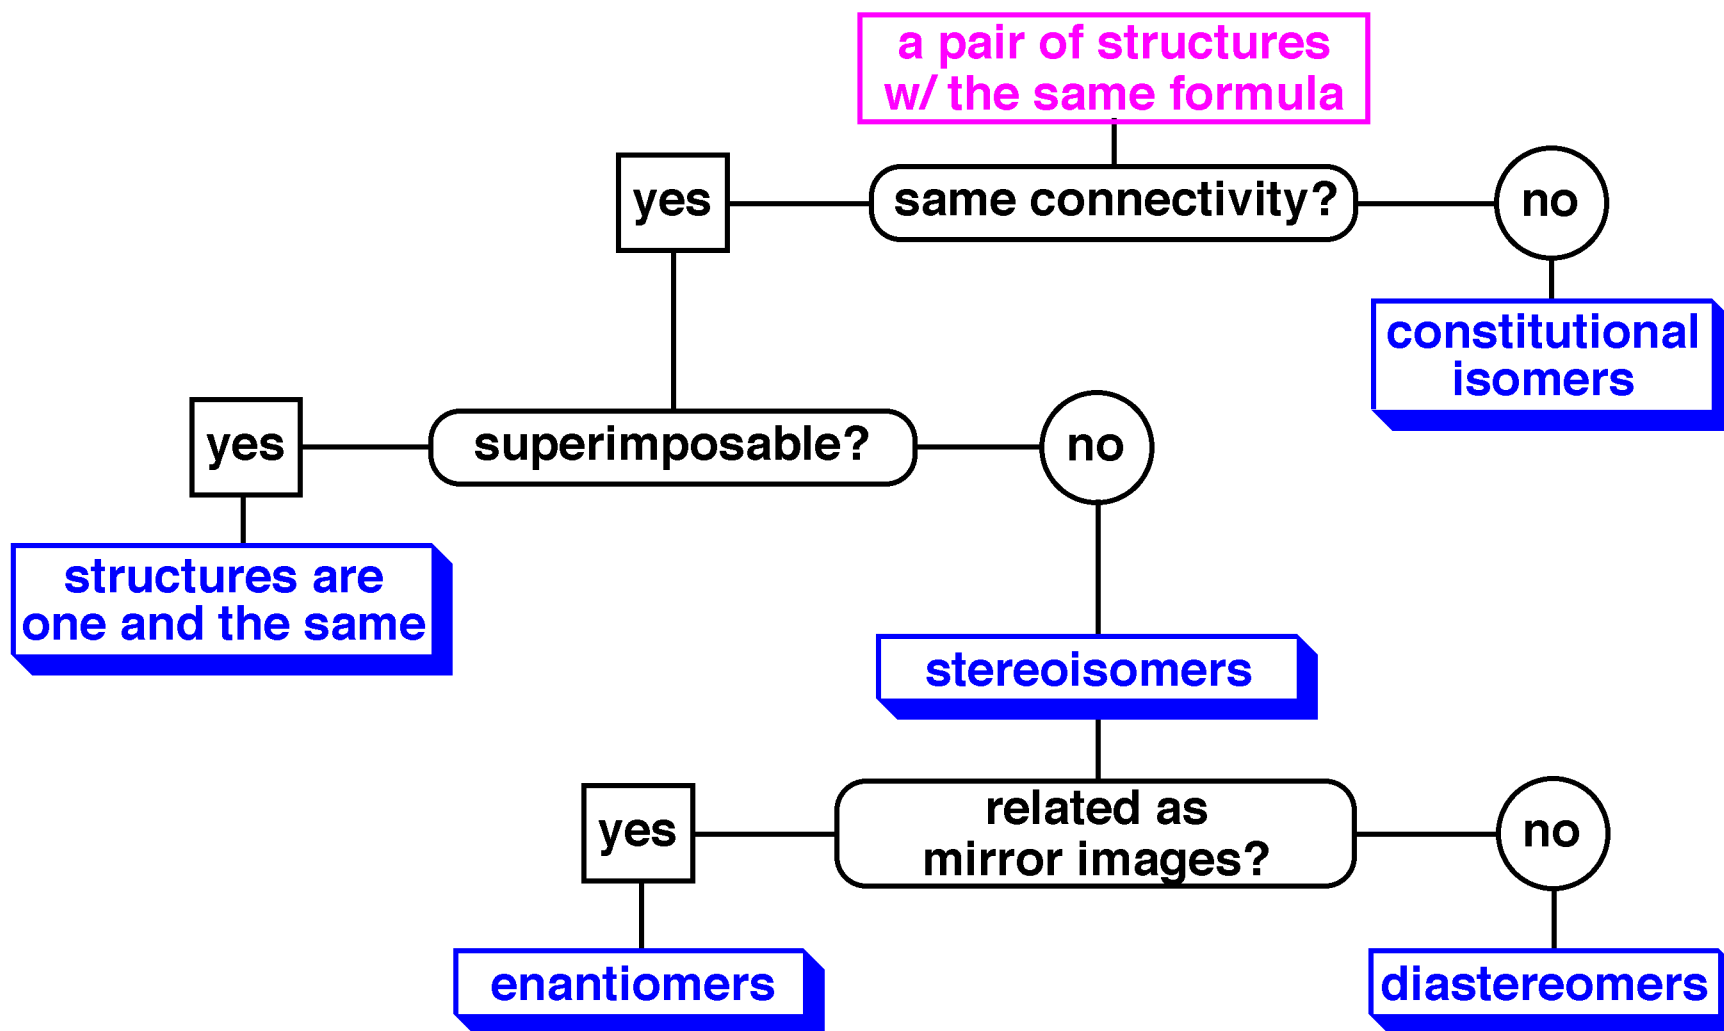 a pair of structures
w/ the same formula
yes
same connectivity?
no
constitutional
isomers
yes
superimposable?
no
structures are
one and the same
stereoisomers
yes
related as
mirror images?
no
enantiomers
diastereomers